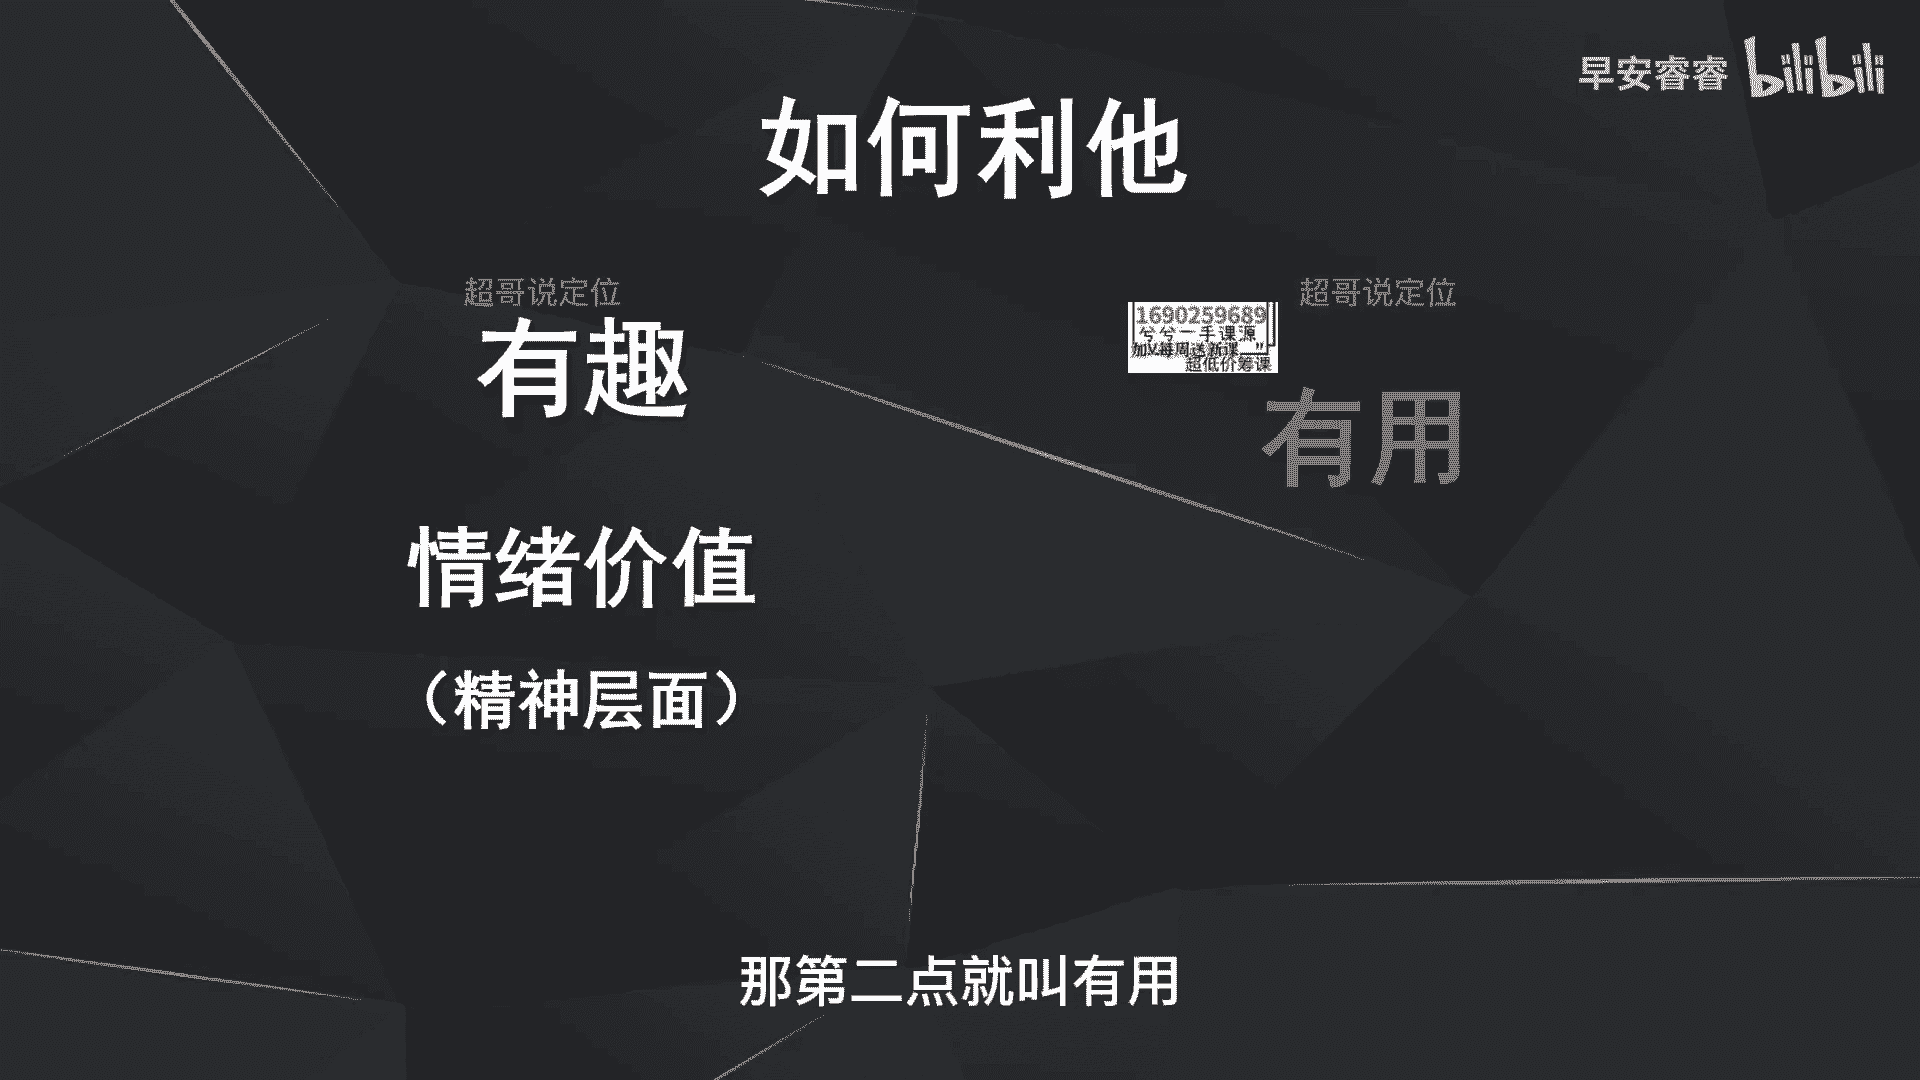 早安睿睿 bilibili
如何利他
超哥说定位
超哥说定位
1690259689
兮兮一手课源
加V每周送新课
超低价筹课
有趣
有用
情绪价值
（精神层面）
那第二点就叫有用